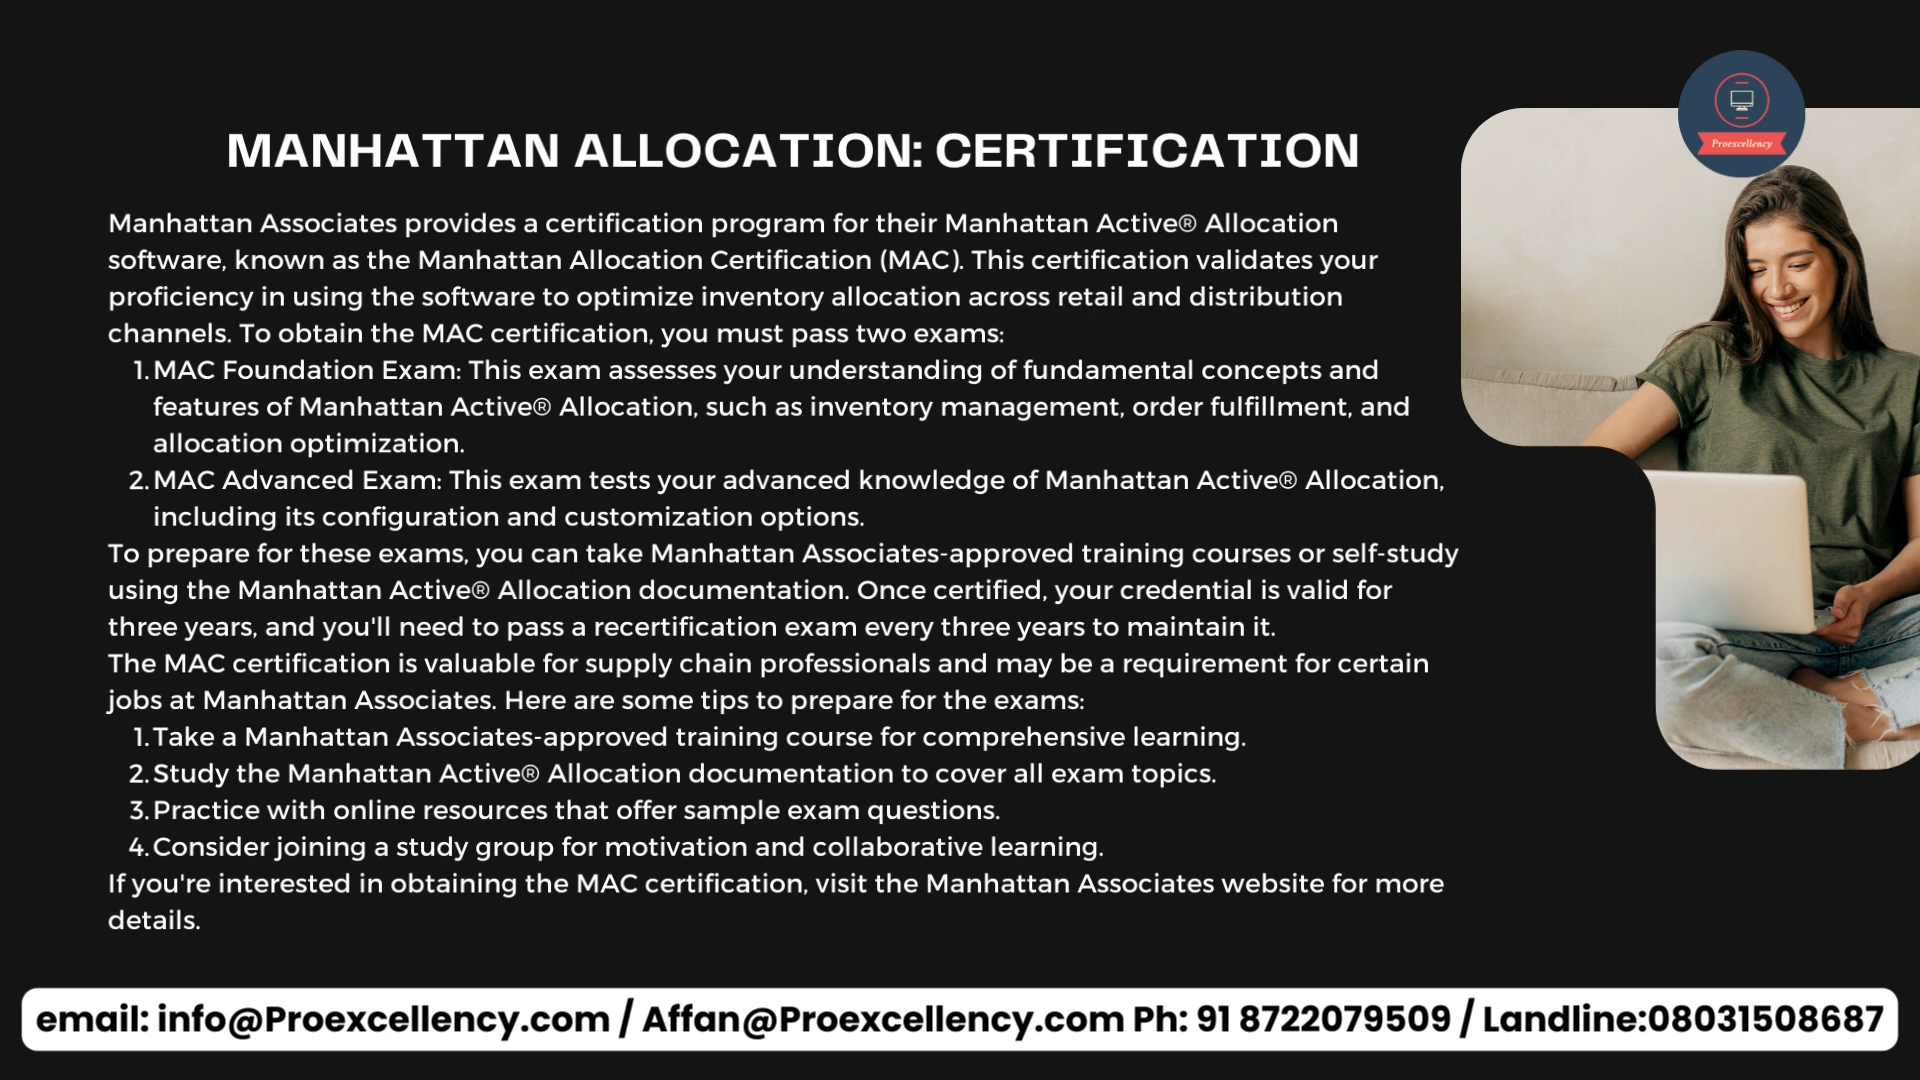 Proexcellency
MANHATTAN ALLOCATION: CERTIFICATION
Manhattan Associates provides a certification program for their Manhattan Active® Allocation
software, known as the Manhattan Allocation Certification (MAC). This certification validates your
proficiency in using the software to optimize inventory allocation across retail and distribution
channels. To obtain the MAC certification, you must pass two exams:
1. MAC Foundation Exam: This exam assesses your understanding of fundamental concepts and
features of Manhattan Active® Allocation, such as inventory management, order fulfillment, and
allocation optimization.
2. MAC Advanced Exam: This exam tests your advanced knowledge of Manhattan Active® Allocation,
including its configuration and customization options.
To prepare for these exams, you can take Manhattan Associates-approved training courses or self-study
using the Manhattan Active® Allocation documentation. Once certified, your credential is valid for
three years, and you'll need to pass a recertification exam every three years to maintain it.
The MAC certification is valuable for supply chain professionals and may be a requirement for certain
jobs at Manhattan Associates. Here are some tips to prepare for the exams:
1. Take a Manhattan Associates-approved training course for comprehensive learning.
2. Study the Manhattan Active® Allocation documentation to cover all exam topics.
3. Practice with online resources that offer sample exam questions.
4. Consider joining a study group for motivation and collaborative learning.
If you're interested in obtaining the MAC certification, visit the Manhattan Associates website for more
details.
email: info@Proexcellency.com / Affan@Proexcellency.com Ph: 91 8722079509 / Landline:08031508687